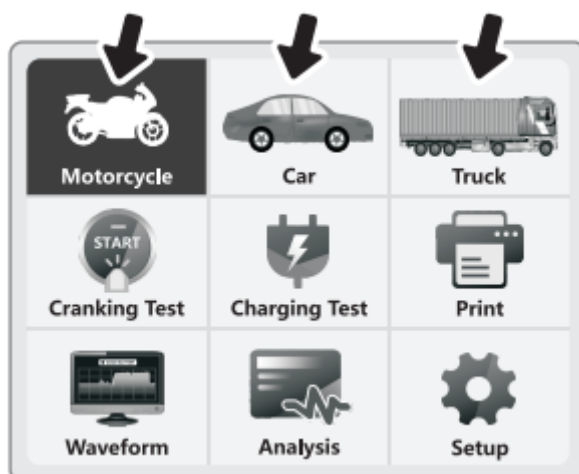 Motorcycle
Car
Truck
START
Cranking Test
Charging Test
Print
Waveform
Analysis
Setup